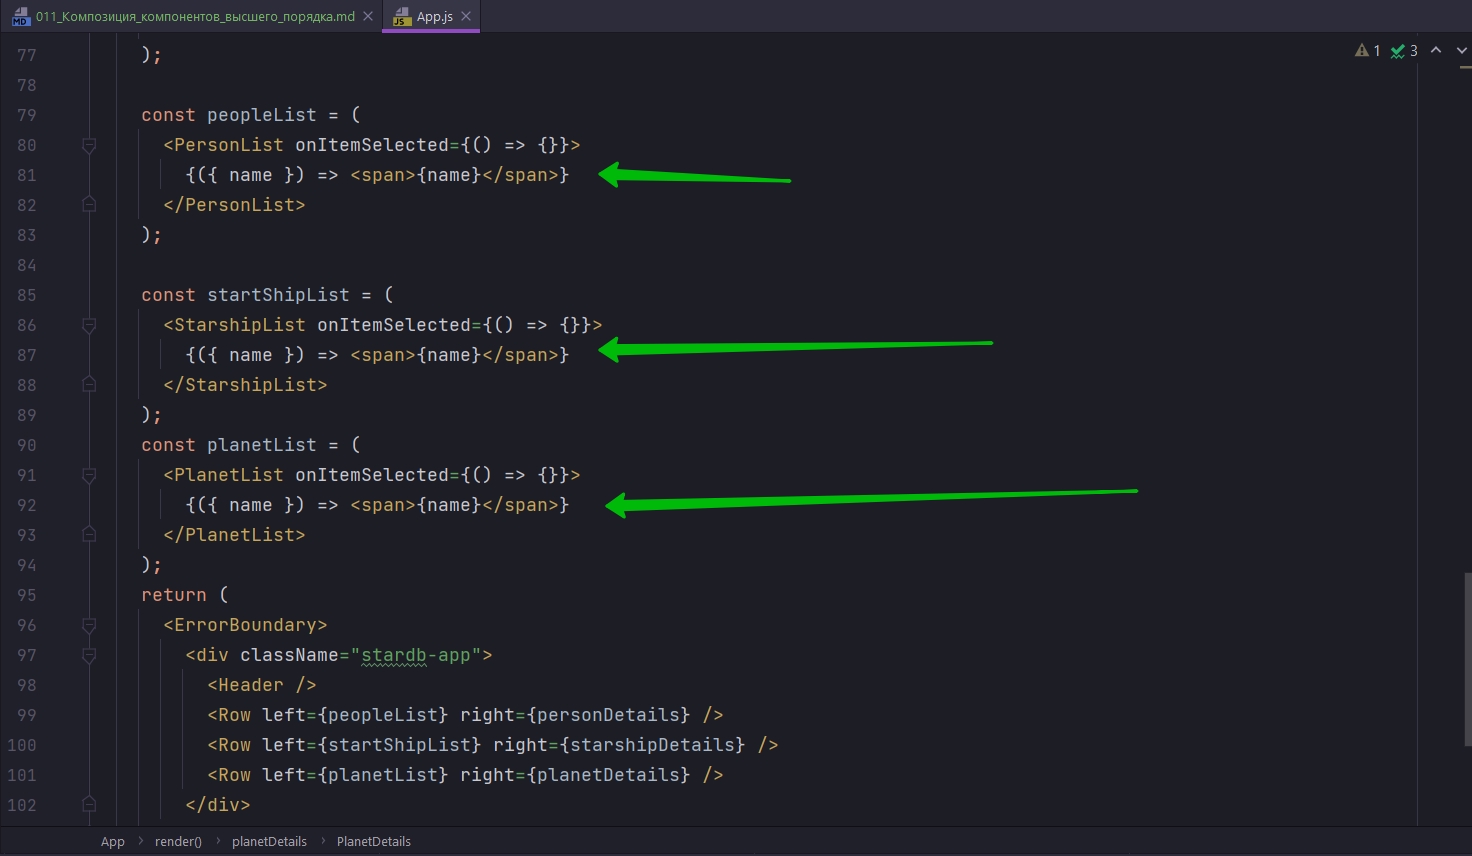 011_Композиция_компонентов_высшего_порядка.md App.js
1 3
77 );
78
79 const peopleList = (
80 <PersonList onItemSelected={() => {}}>
81 {({ name }) => <span>{name}</span>}
82 </PersonList>
83 );
84
85 const startShipList = (
86 <StarshipList onItemSelected={() => {}}>
87 {({ name }) => <span>{name}</span>}
88 </StarshipList>
89 );
90 const planetList = (
91 <PlanetList onItemSelected={() => {}}>
92 {({ name }) => <span>{name}</span>}
93 </PlanetList>
94 );
95 return (
96 <ErrorBoundary>
97 <div className="stardb-app">
98 <Header />
99 <Row left={peopleList} right={personDetails} />
100 <Row left={startShipList} right={starshipDetails} />
101 <Row left={planetList} right={planetDetails} />
102 </div>
App render() planetDetails PlanetDetails